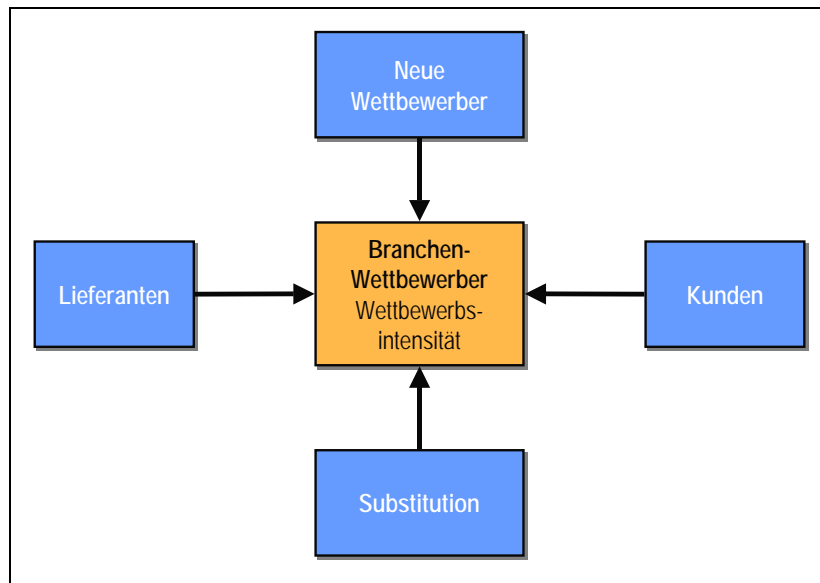 Neue
Wettbewerber
Branchen-
Wettbewerber
Wettbewerbs-
intensität
Lieferanten
Kunden
Substitution